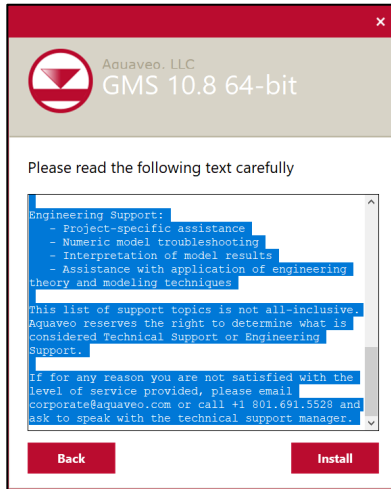 Aquaveo, LLC
GMS 10.8 64-bit
Please read the following text carefully
Engineering Support:
- Project-specific assistance
- Numeric model troubleshooting
- Interpretation of model results
- Assistance with application of engineering
theory and modeling techniques
This list of support topics is not all-inclusive.
Aquaveo reserves the right to determine what is
considered Technical Support or Engineering
Support.
If for any reason you are not satisfied with the
level of service provided, please email
corporate@aquaveo.com or call +1 801.691.5528 and
ask to speak with the technical support manager.
Back
Install